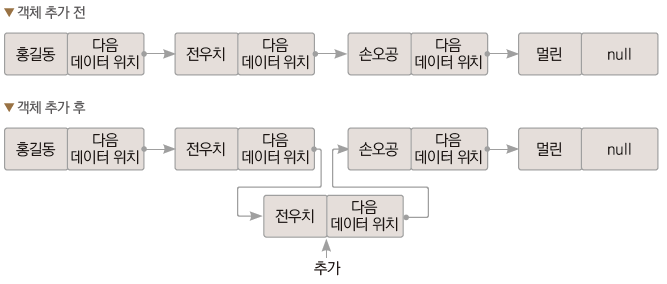 ▼ 객체 추가 전
홍길동 다음 데이터 위치 전우치 다음 데이터 위치 손오공 다음 데이터 위치 멀린 null
▼ 객체 추가 후
홍길동 다음 데이터 위치 전우치 다음 데이터 위치 손오공 다음 데이터 위치 멀린 null
전우치 다음 데이터 위치
추가